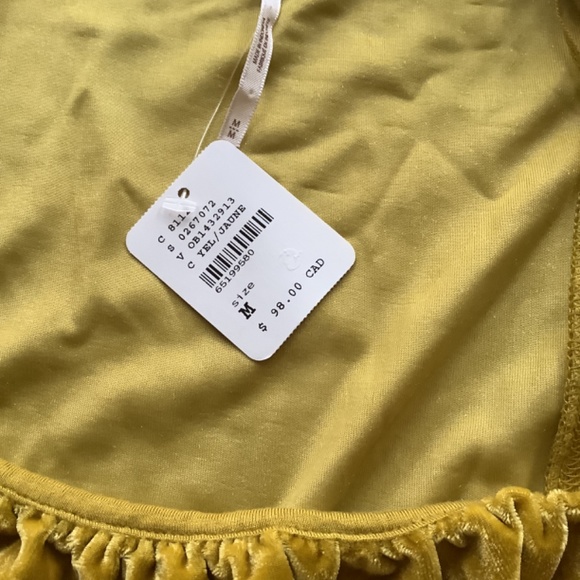 C 811
S 0267072
V OB1432913
C YEL/JAUNE
65199580
size
M
$ 98.00 CAD
M
M